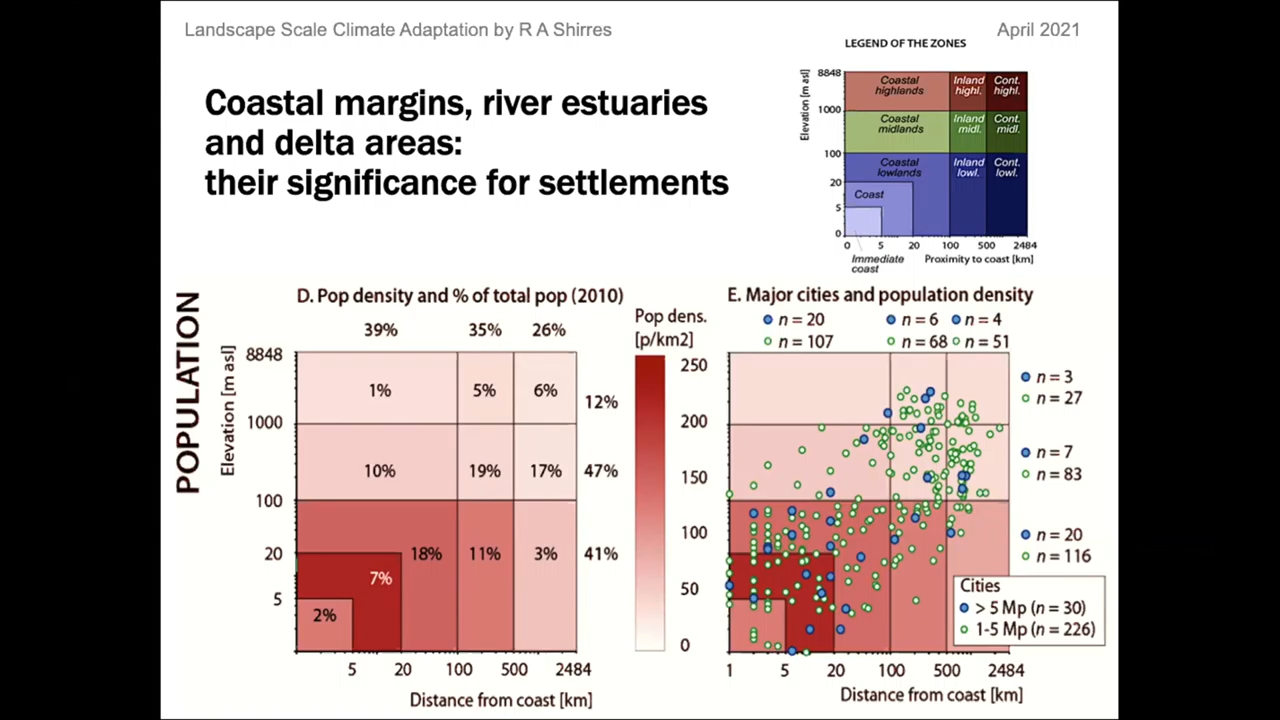 Landscape Scale Climate Adaptation by R A Shirres
April 2021
Coastal margins, river estuaries
and delta areas:
their significance for settlements
LEGEND OF THE ZONES
Elevation [m asl]
8848
1000
100
20
5
0
Coastal
highlands
Inland
highl.
Cont.
highl.
Coastal
midlands
Inland
midl.
Cont.
midl.
Coastal
lowlands
Inland
lowl.
Cont.
lowl.
Coast
0 5 20 100 500 2484
Immediate
coast
Proximity to coast [km]
POPULATION
D. Pop density and % of total pop (2010)
39% 35% 26%
Elevation [m asl]
8848
1000
100
20
5
1% 5% 6% 12%
10% 19% 17% 47%
18% 11% 3% 41%
7%
2%
5 20 100 500 2484
Distance from coast [km]
Pop dens.
[p/km2]
250
200
150
100
50
0
E. Major cities and population density
n = 20 n = 6 n = 4
n = 107 n = 68 n = 51
n = 3
n = 27
n = 7
n = 83
n = 20
n = 116
Cities
> 5 Mp (n = 30)
1-5 Mp (n = 226)
1 5 20 100 500 2484
Distance from coast [km]